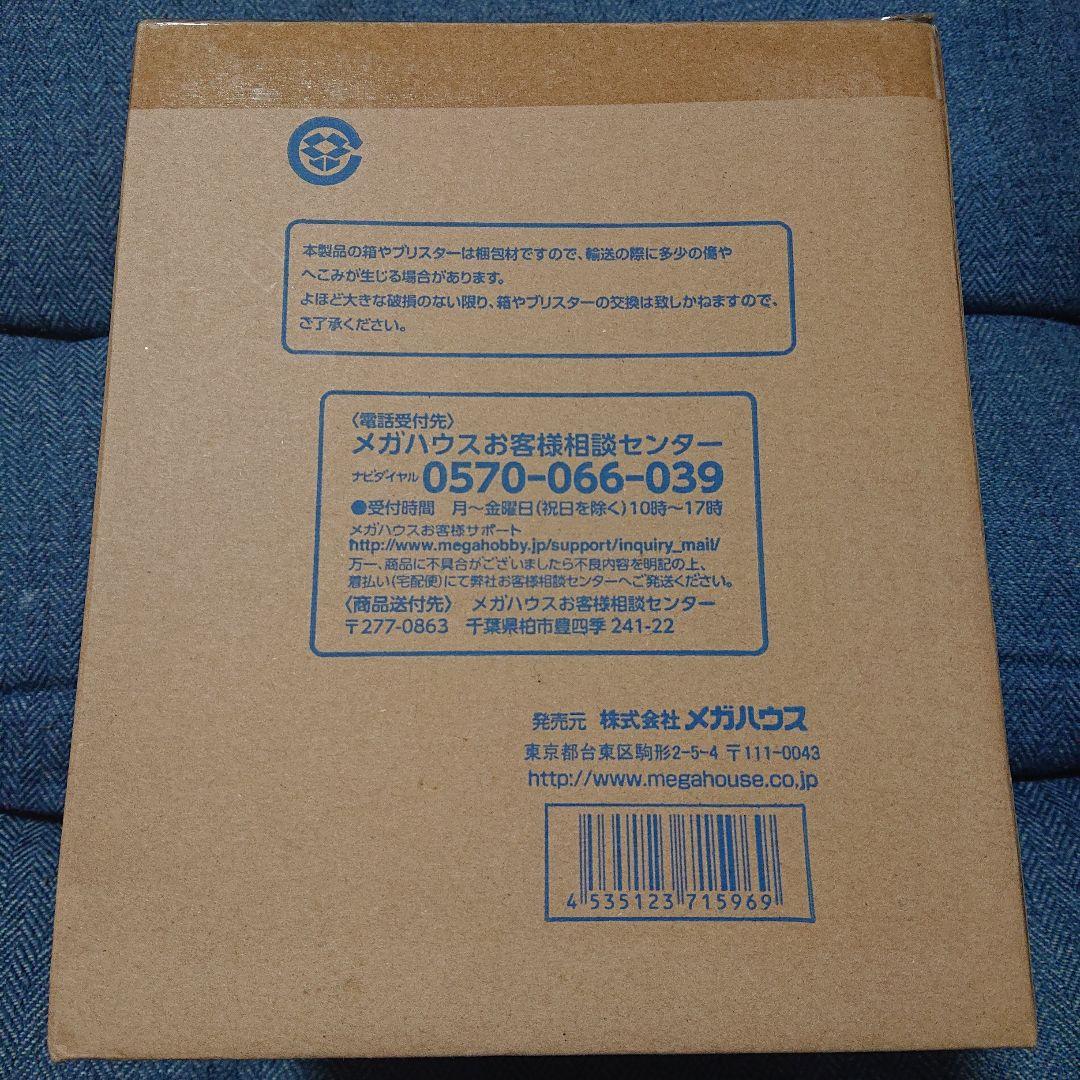 本製品の箱やブリスターは梱包材ですので、輸送の際に多少の傷や
へこみが生じる場合があります。
よほど大きな破損のない限り、箱やブリスターの交換は致しかねますので、
ご了承ください。
〈電話受付先〉
メガハウスお客様相談センター
ナビダイヤル 0570-066-039
●受付時間 月～金曜日(祝日を除く)10時～17時
メガハウスお客様サポート
http://www.megahobby.jp/support/inquiry_mail/
万一、商品に不具合がございましたら不良内容を明記の上、
着払い(宅配便)にて弊社お客様相談センターへご発送ください。
〈商品送付先〉 メガハウスお客様相談センター
〒277-0863 千葉県柏市豊四季 241-22
発売元 株式会社 メガハウス
東京都台東区駒形2-5-4 〒111-0043
http://www.megahouse.co.jp
4 535123 715969